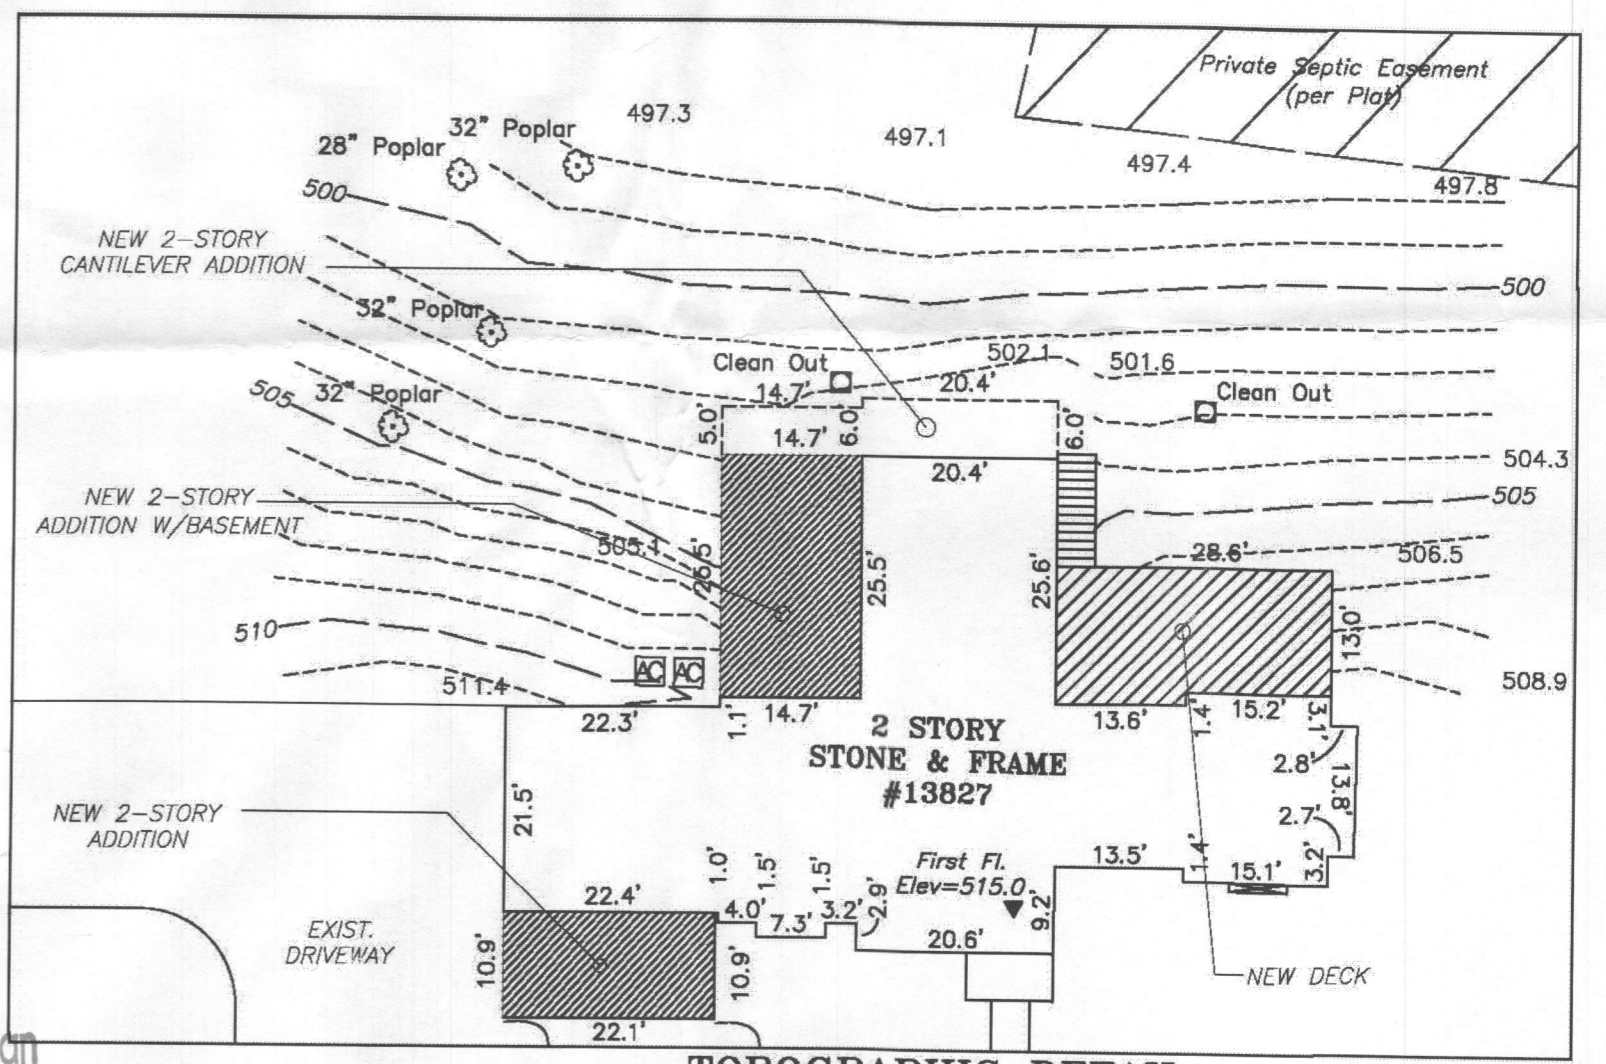 Private Septic Easement
(per Plat)
497.3
497.1
497.4
497.8
32" Poplar
28" Poplar
500
NEW 2-STORY
CANTILEVER ADDITION
500
32" Poplar
Clean Out
502.1
501.6
14.7'
20.4'
Clean Out
505
32" Poplar
5.0'
14.7'
6.0'
6.0'
20.4'
504.3
505
NEW 2-STORY
ADDITION W/BASEMENT
505.1
25.5'
25.6'
28.6'
506.5
13.0'
510
AC
AC
511.4
508.9
22.3'
1.1'
14.7'
13.6'
1.4'
15.2'
3.1'
2 STORY
STONE & FRAME
#13827
2.8'
13.8'
2.7'
3.2'
NEW 2-STORY
ADDITION
21.5'
22.4'
1.0'
1.5'
1.5'
4.0'
7.3'
3.2'
2.9'
First Fl.
Elev=515.0
9.2'
13.5'
1.4'
15.1'
20.6'
EXIST.
DRIVEWAY
10.9'
10.9'
22.1'
NEW DECK
an